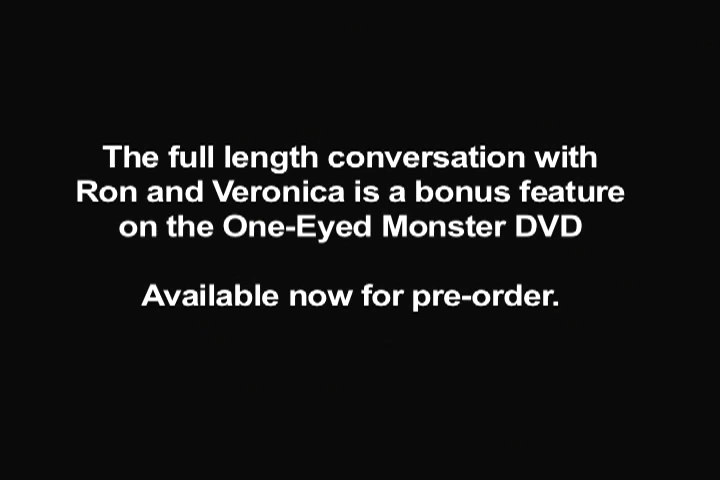 The full length conversation with
Ron and Veronica is a bonus feature
on the One-Eyed Monster DVD
Available now for pre-order.